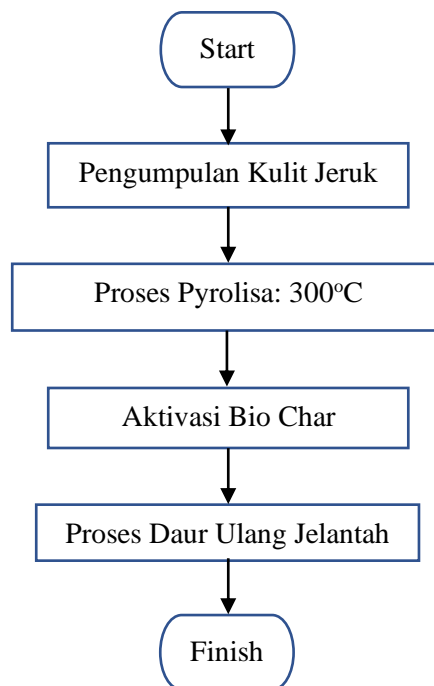 Start
Pengumpulan Kulit Jeruk
Proses Pyrolisa: 300°C
Aktivasi Bio Char
Proses Daur Ulang Jelantah
Finish